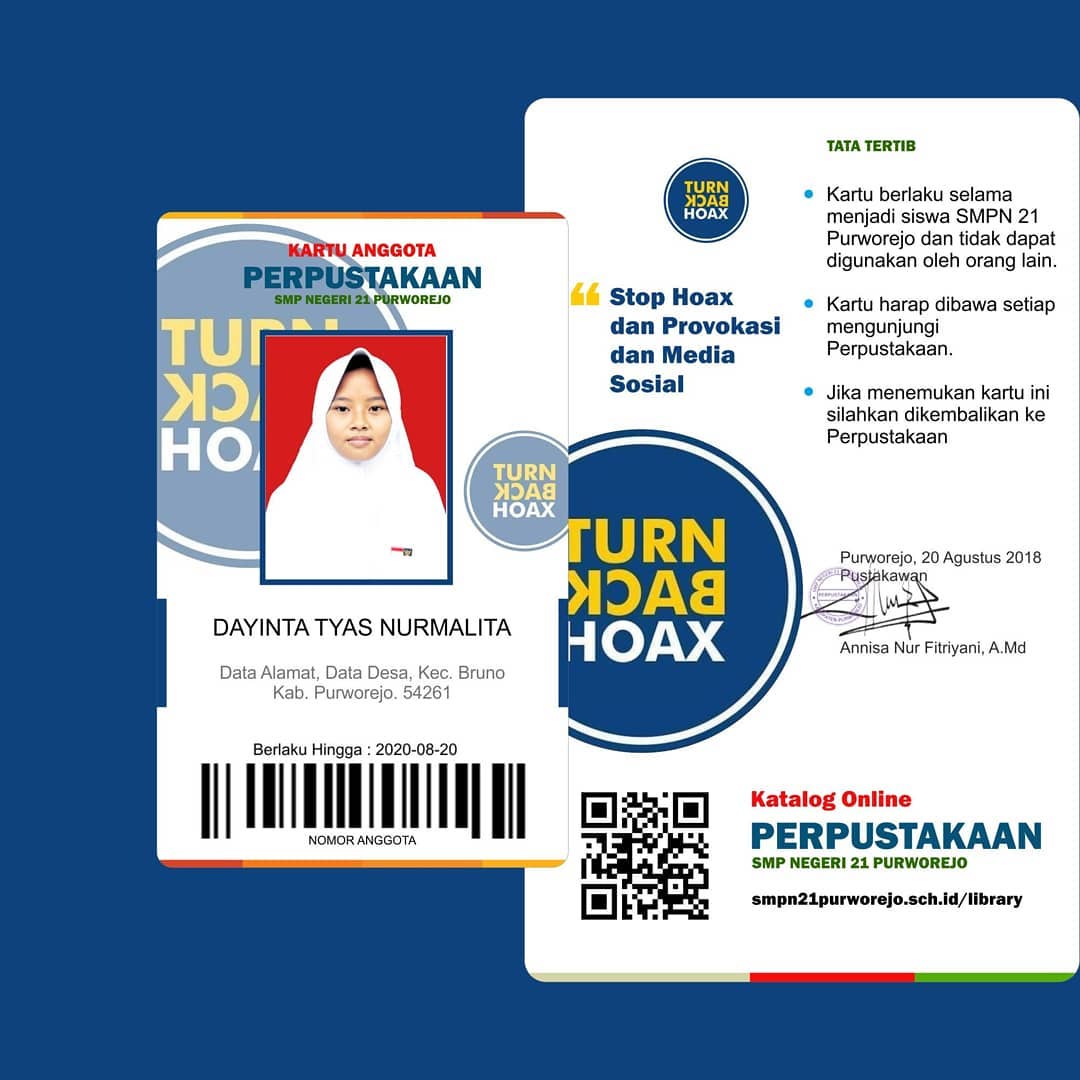 KARTU ANGGOTA
PERPUSTAKAAN
SMP NEGERI 21 PURWOREJO
TURN
BACK
HOAX
DAYINTA TYAS NURMALITA
Data Alamat, Data Desa, Kec. Bruno
Kab. Purworejo. 54261
Berlaku Hingga : 2020-08-20
NOMOR ANGGOTA
TURN
BACK
HOAX
“ Stop Hoax
dan Provokasi
dan Media
Sosial
TATA TERTIB
Kartu berlaku selama
menjadi siswa SMPN 21
Purworejo dan tidak dapat
digunakan oleh orang lain.
Kartu harap dibawa setiap
mengunjungi
Perpustakaan.
Jika menemukan kartu ini
silahkan dikembalikan ke
Perpustakaan
TURN
BACK
HOAX
Purworejo, 20 Agustus 2018
Pustakawan
PERPUSTAKAAN
Annisa Nur Fitriyani, A.Md
Katalog Online
PERPUSTAKAAN
SMP NEGERI 21 PURWOREJO
smpn21purworejo.sch.id/library